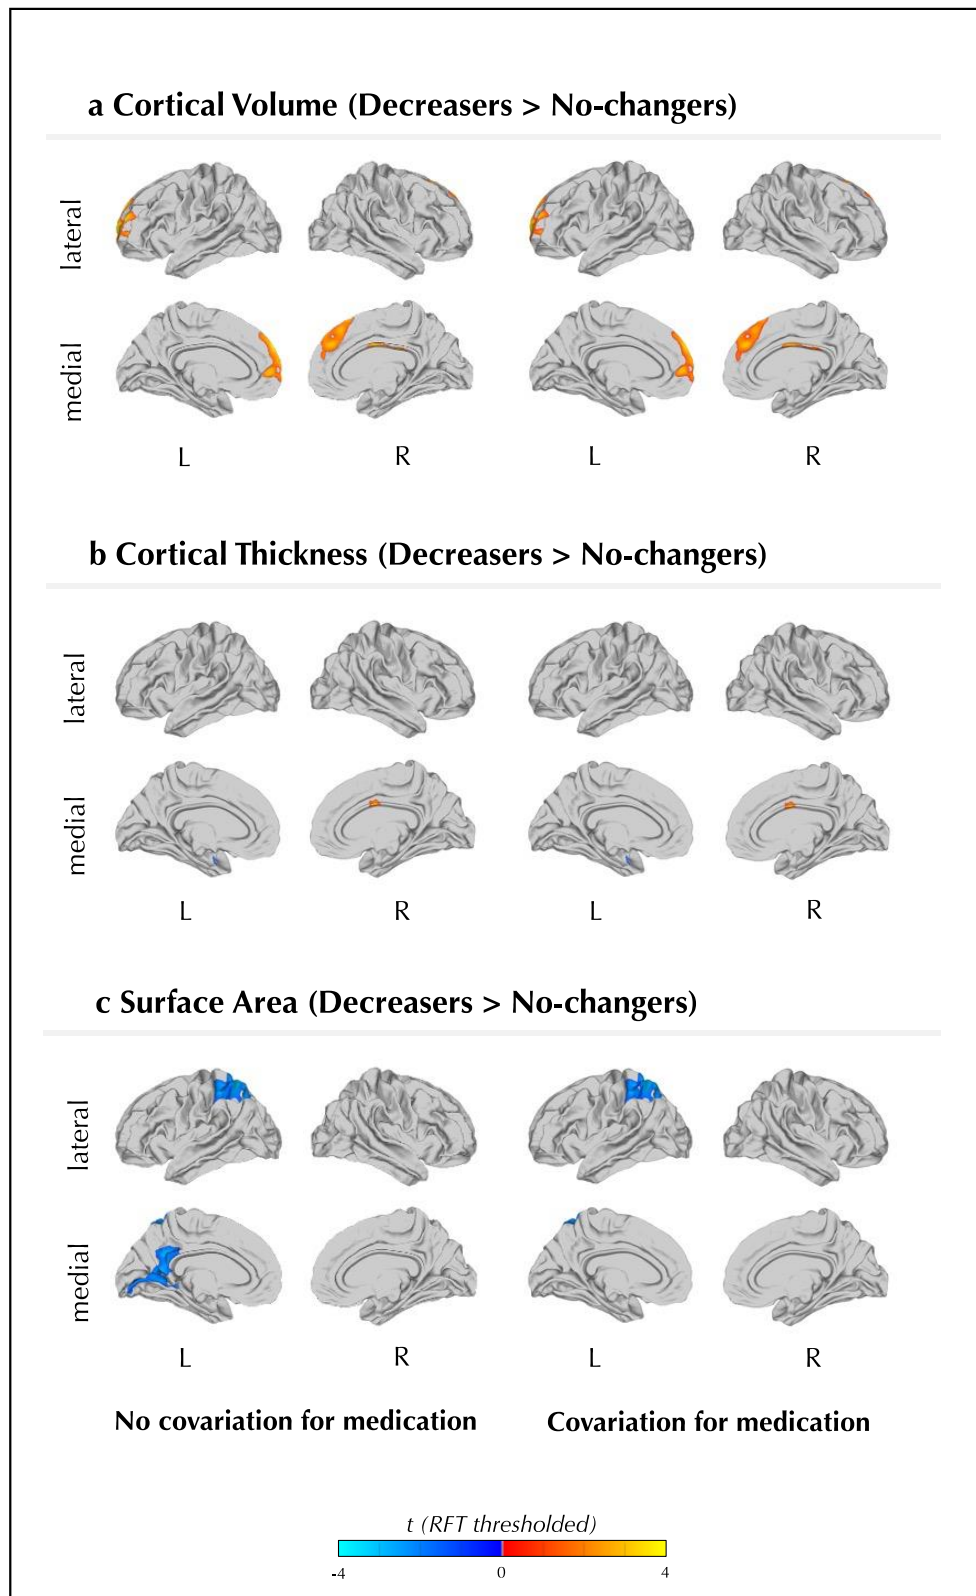 a Cortical Volume (Decreasers > No-changers)
lateral
medial
L R L R
b Cortical Thickness (Decreasers > No-changers)
lateral
medial
L R L R
c Surface Area (Decreasers > No-changers)
lateral
medial
L R L R
No covariation for medication Covariation for medication
t (RFT thresholded)
-4 0 4